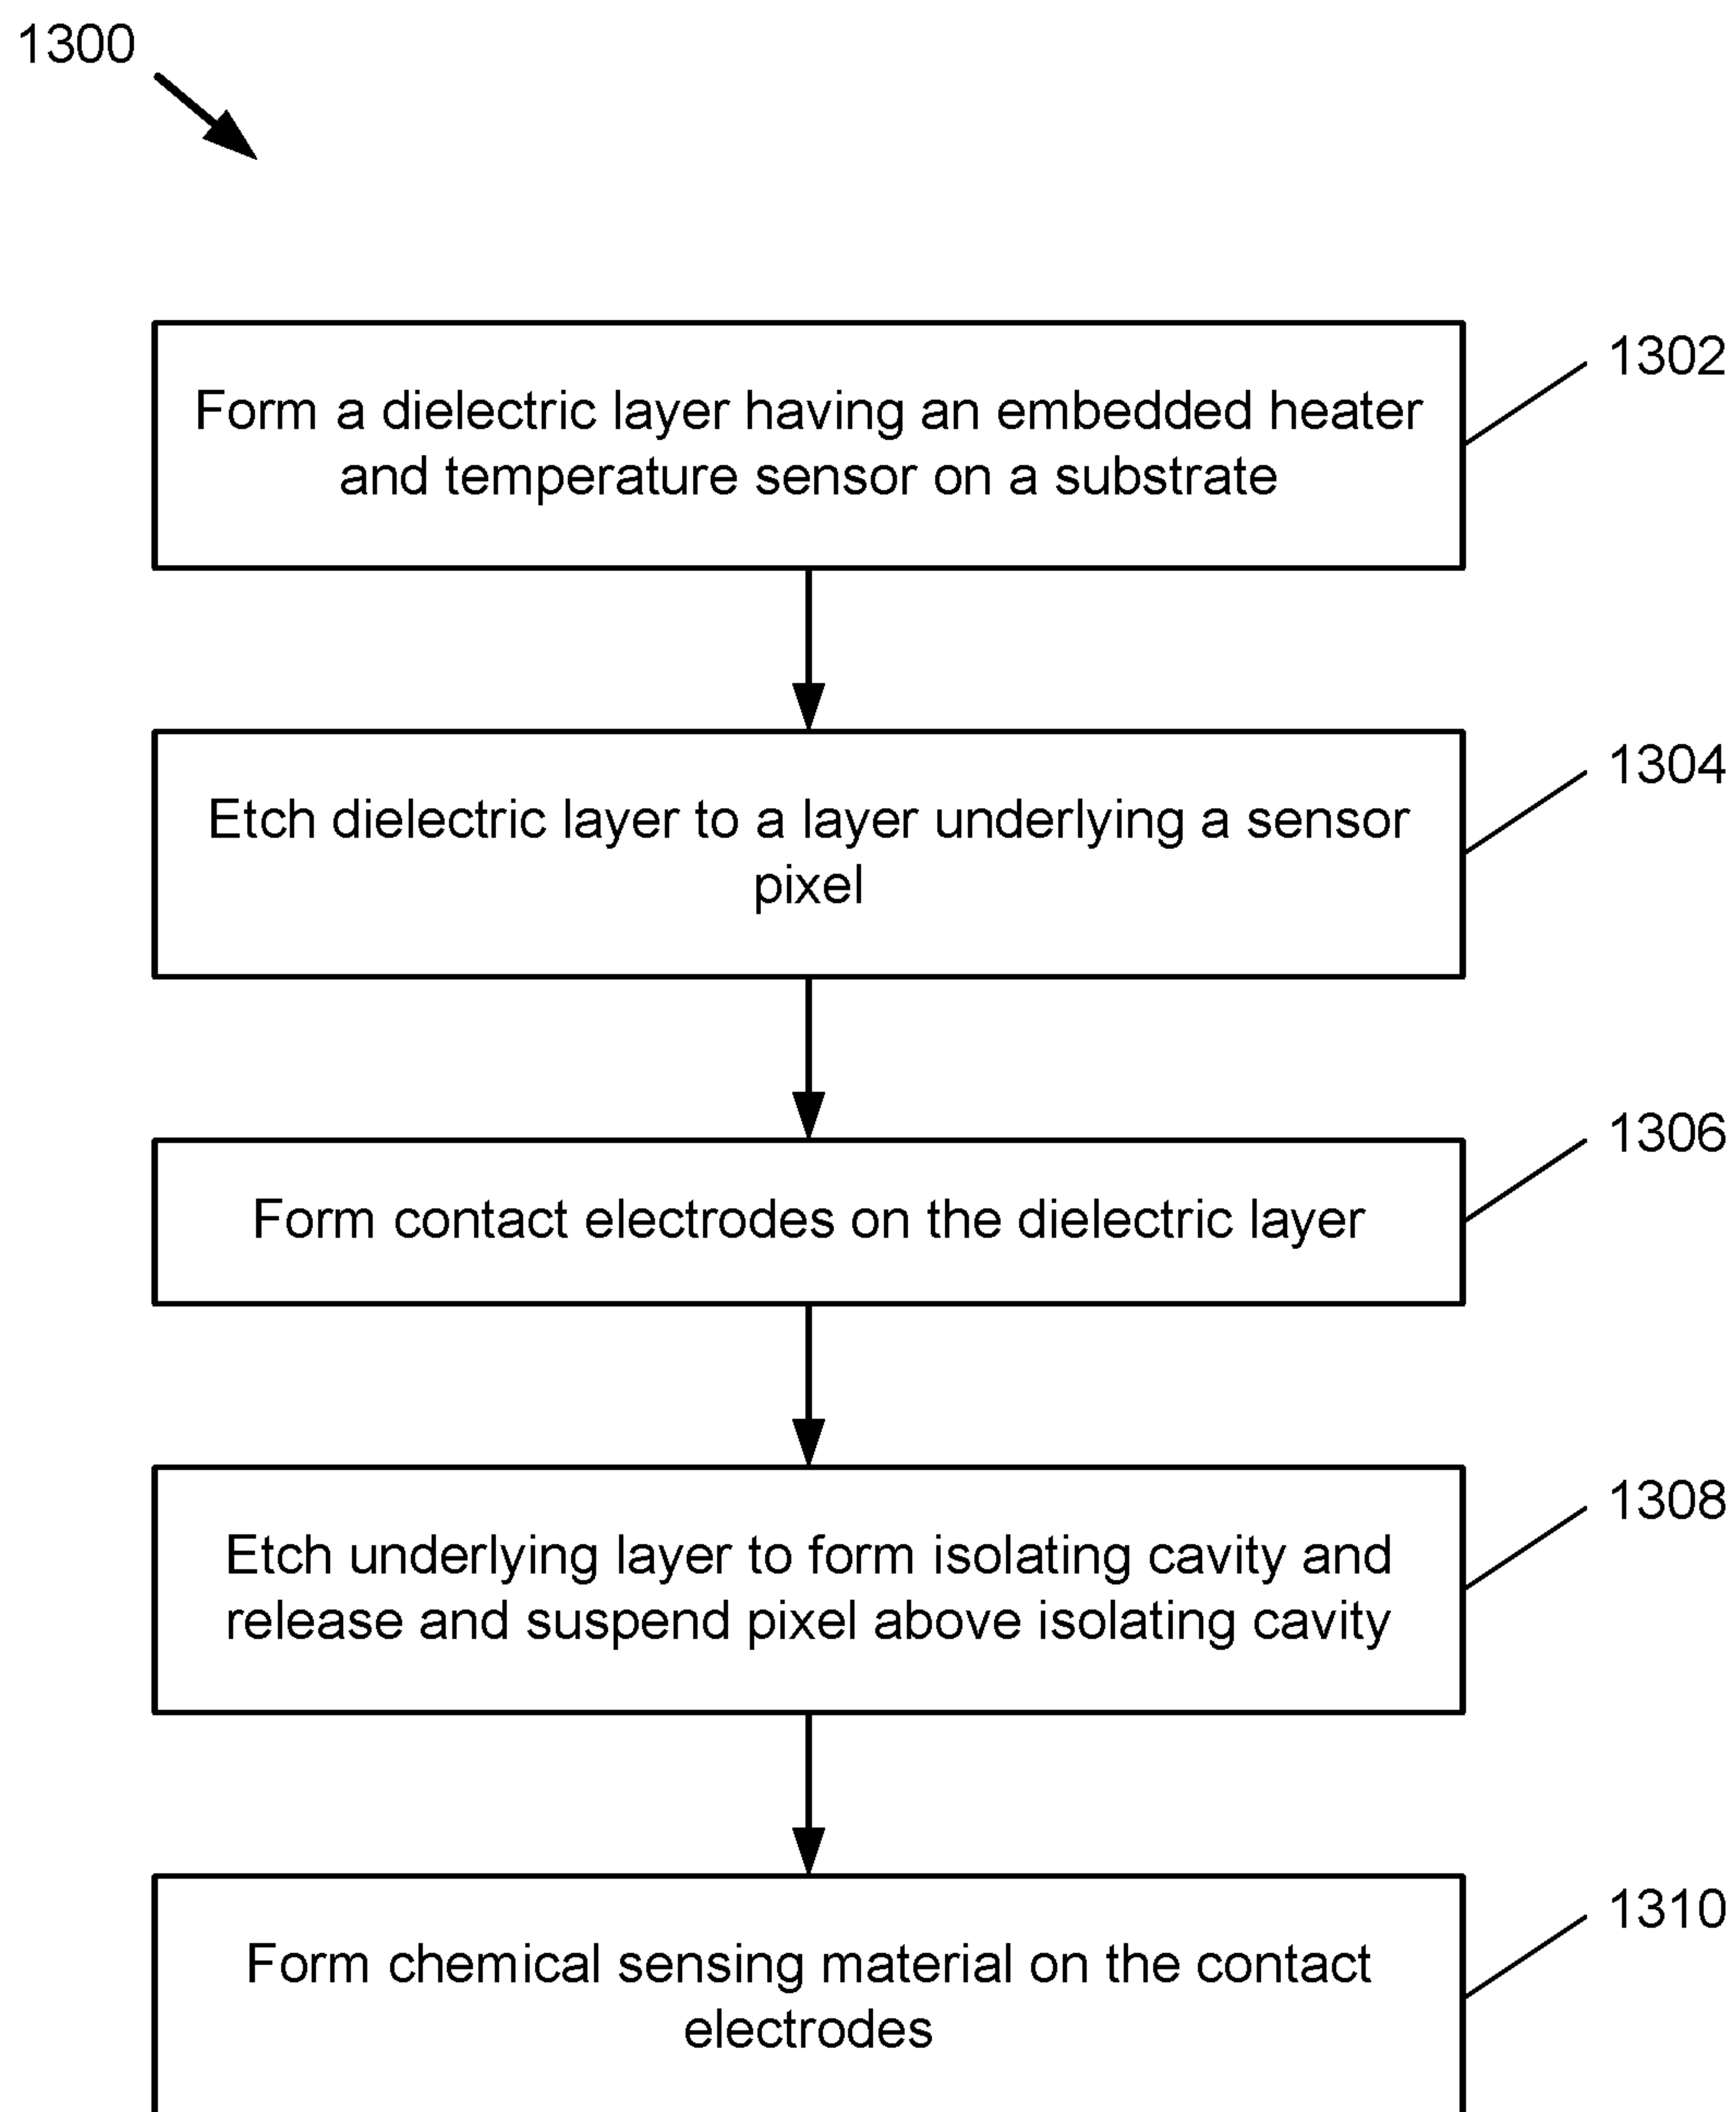 1300
Form a dielectric layer having an embedded heater
and temperature sensor on a substrate
1302
Etch dielectric layer to a layer underlying a sensor
pixel
1304
Form contact electrodes on the dielectric layer
1306
Etch underlying layer to form isolating cavity and
release and suspend pixel above isolating cavity
1308
Form chemical sensing material on the contact
electrodes
1310